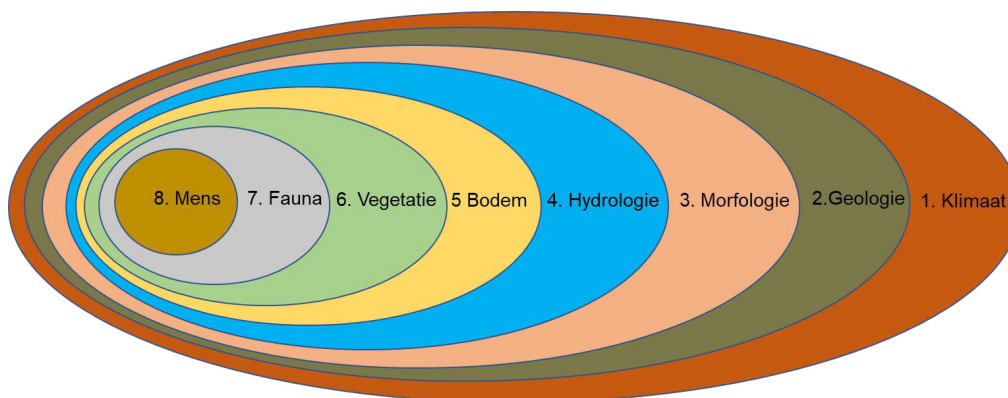 8. Mens 7. Fauna 6. Vegetatie 5 Bodem 4. Hydrologie 3. Morfologie 2.Geologie 1. Klimaat